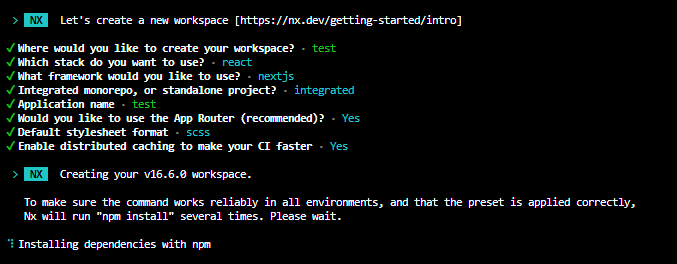 > NX Let's create a new workspace [https://nx.dev/getting-started/intro]
✓ Where would you like to create your workspace? · test
✓ Which stack do you want to use? · react
✓ What framework would you like to use? · nextjs
✓ Integrated monorepo, or standalone project? · integrated
✓ Application name · test
✓ Would you like to use the App Router (recommended)? · Yes
✓ Default stylesheet format · scss
✓ Enable distributed caching to make your CI faster · Yes
> NX Creating your v16.6.0 workspace.
To make sure the command works reliably in all environments, and that the preset is applied correctly,
Nx will run "npm install" several times. Please wait.
Installing dependencies with npm